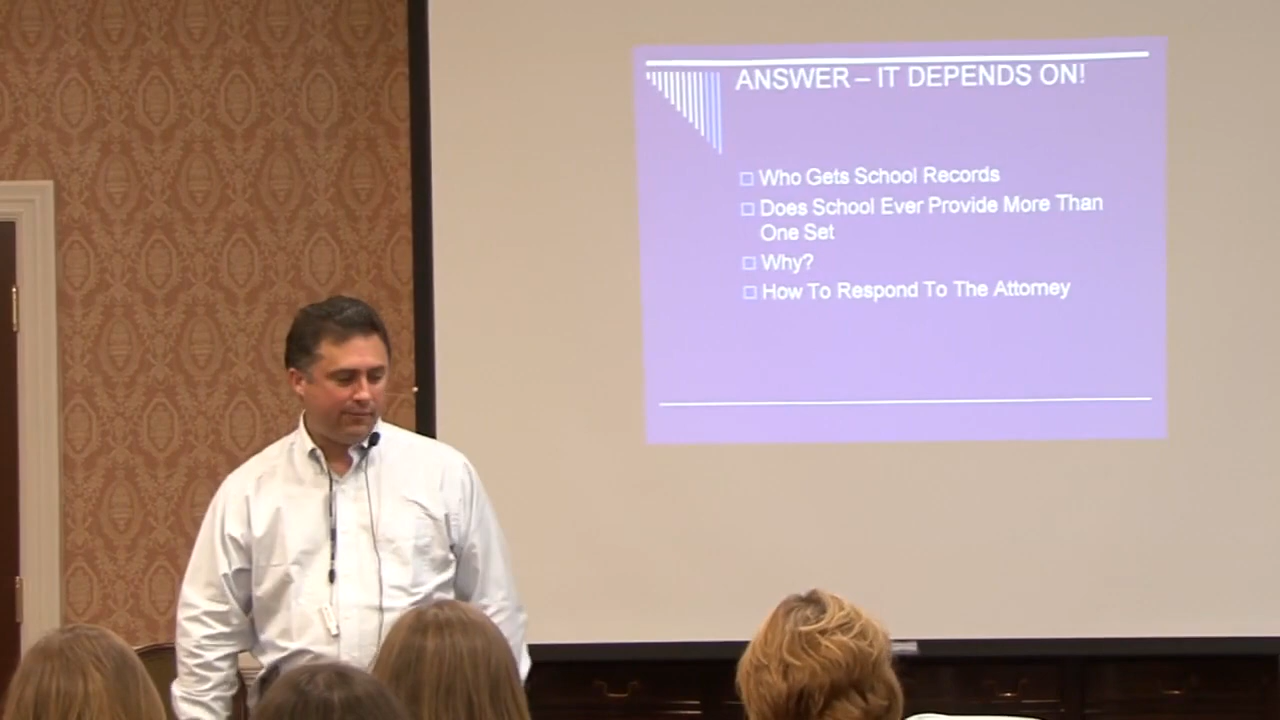 ANSWER – IT DEPENDS ON!
Who Gets School Records
Does School Ever Provide More Than
One Set
Why?
How To Respond To The Attorney